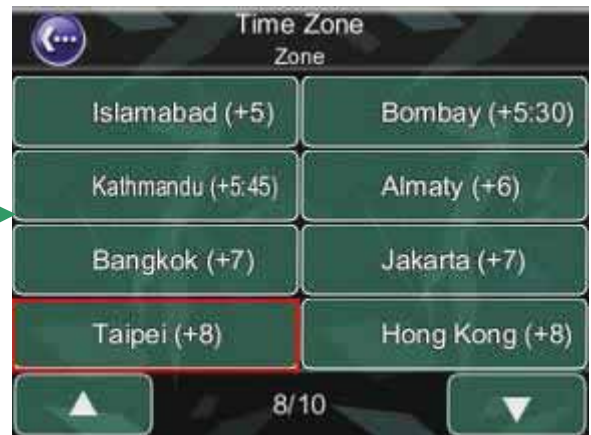 Time Zone
Zone
Islamabad (+5)
Bombay (+5:30)
Kathmandu (+5:45)
Almaty (+6)
Bangkok (+7)
Jakarta (+7)
Taipei (+8)
Hong Kong (+8)
8/10